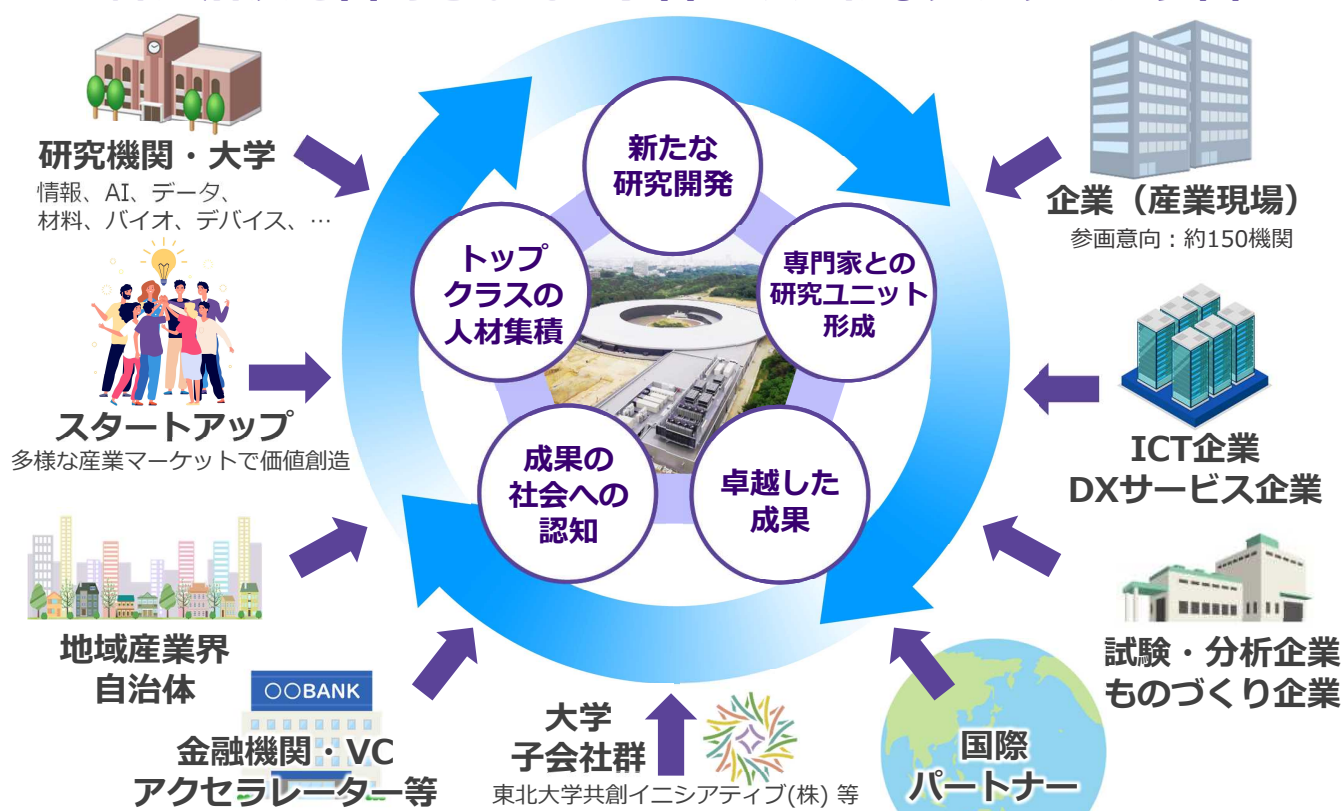 研究機関・大学
情報、AI、データ、
材料、バイオ、デバイス、…
スタートアップ
多様な産業マーケットで価値創造
地域産業界
自治体
○○BANK
金融機関・VC
アクセラレーター等
大学
子会社群
東北大学共創イニシアティブ(株) 等
国際
パートナー
試験・分析企業
ものづくり企業
ICT企業
DXサービス企業
企業（産業現場）
参画意向：約150機関
新たな
研究開発
専門家との
研究ユニット
形成
卓越した
成果
成果の
社会への
認知
トップ
クラスの
人材集積